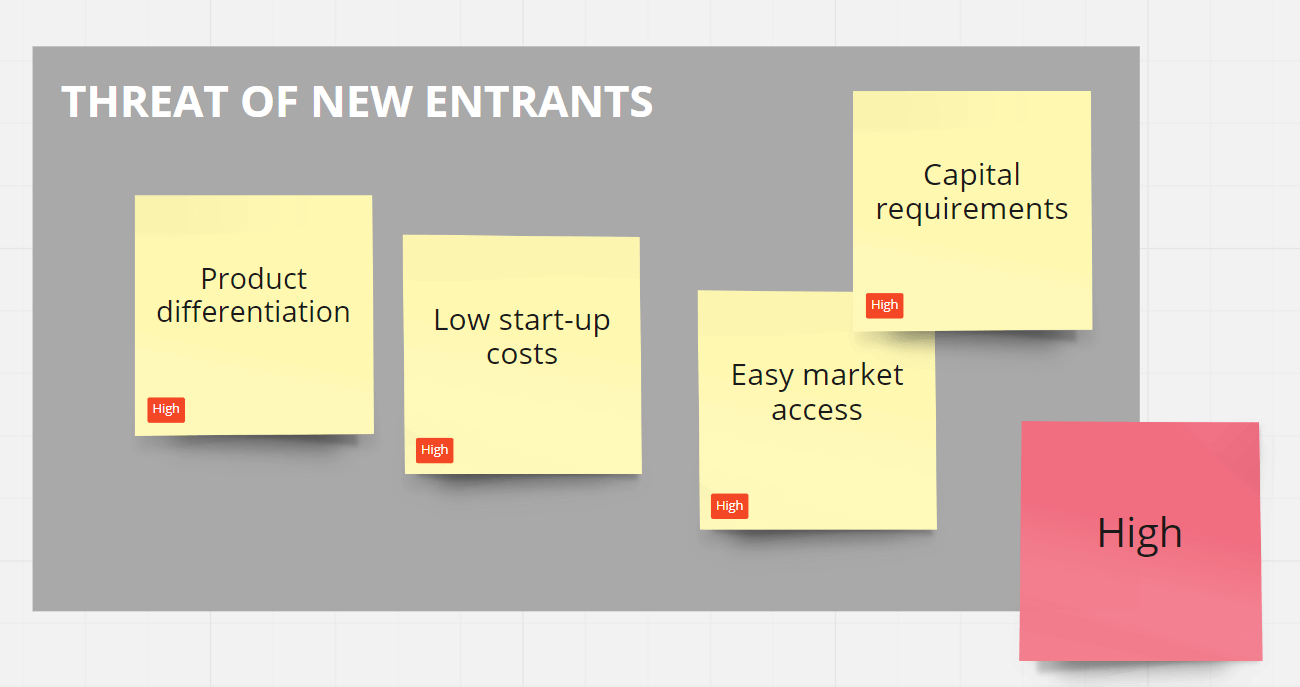 THREAT OF NEW ENTRANTS
Product
differentiation
High
Low start-up
costs
High
Easy market
access
High
Capital
requirements
High
High